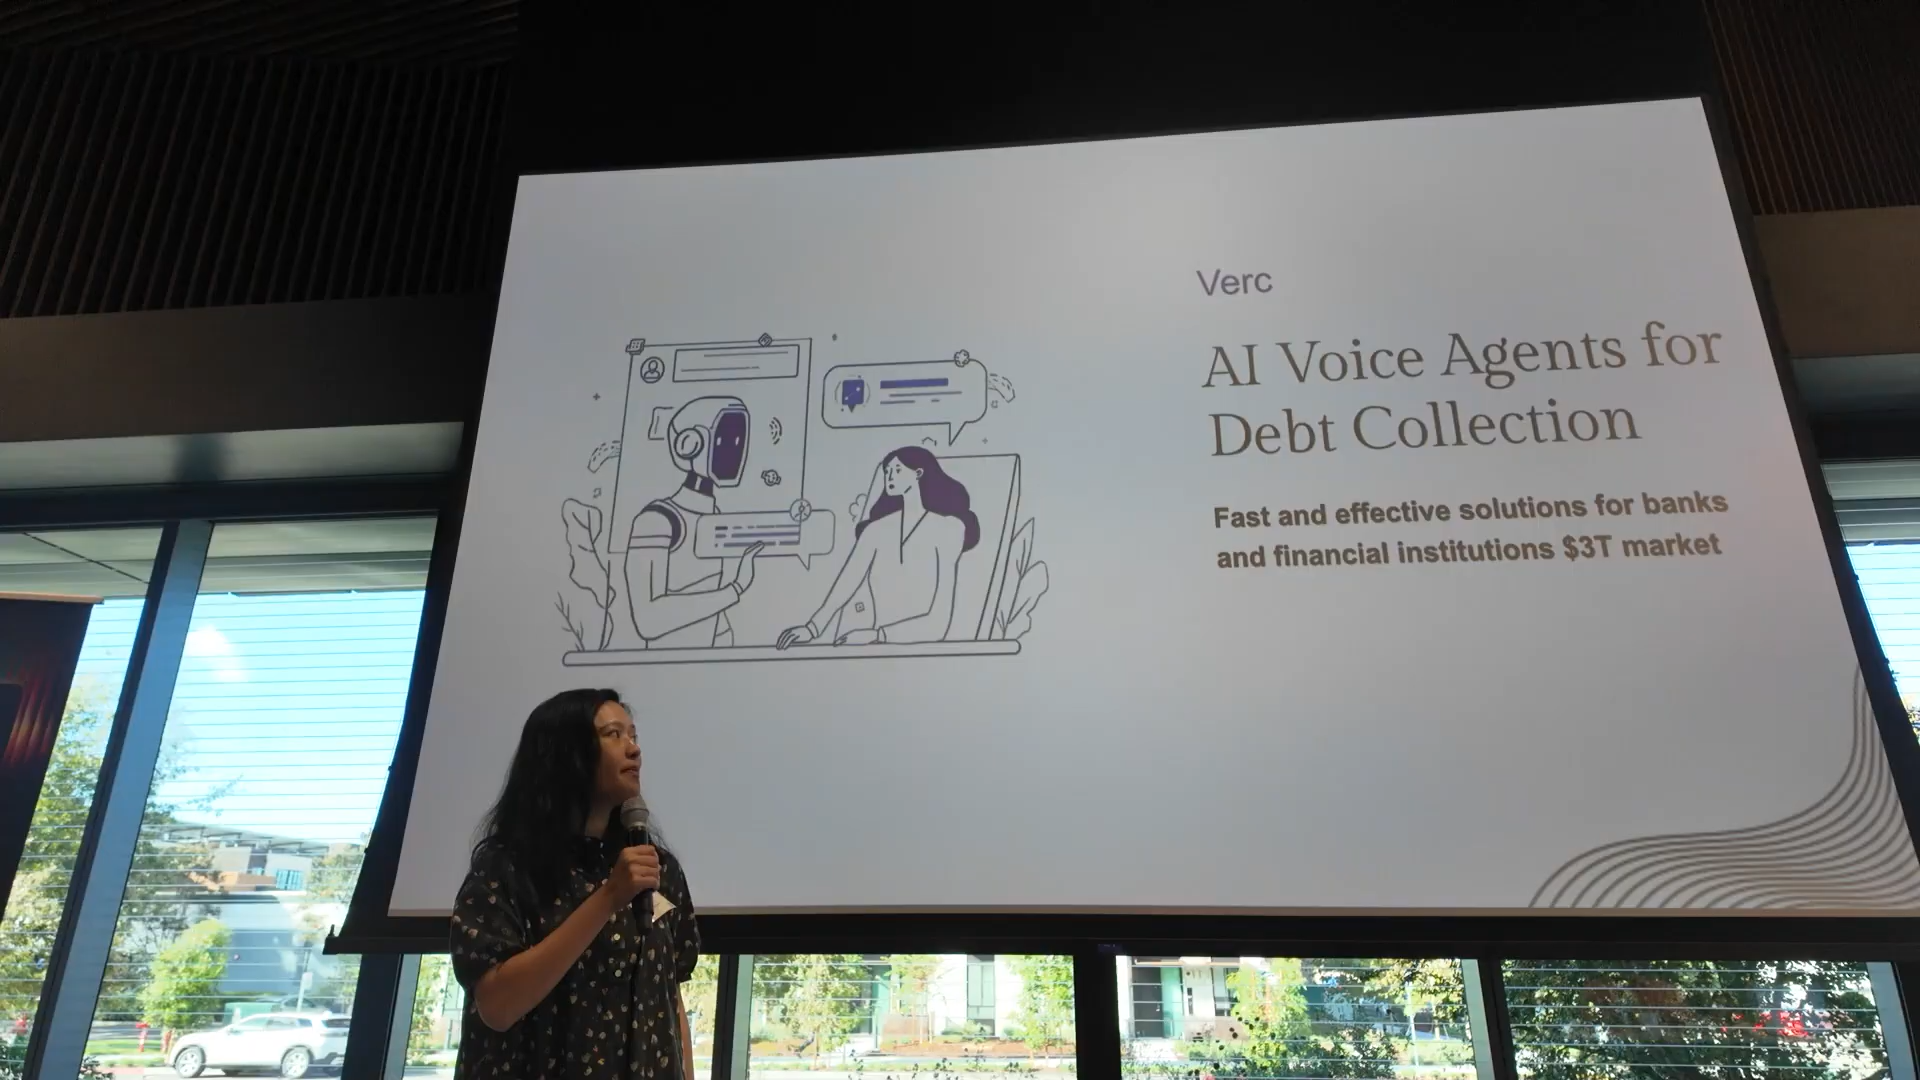 Verc
AI Voice Agents for
Debt Collection
Fast and effective solutions for banks
and financial institutions $3T market